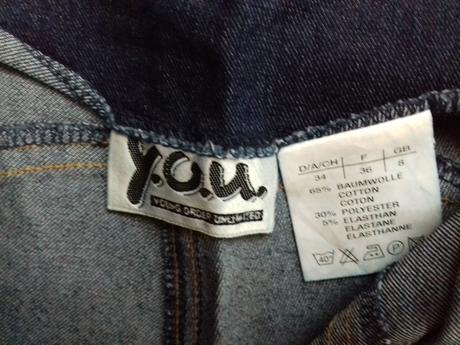 y.o.u.
YOUNG ORDER UNLIMITED
D/A/CH F GB
34 36 8
65% BAUMWOLLE
COTTON
COTON
30% POLYESTER
5% ELASTHAN
ELASTANE
ELASTHANNE
40° P